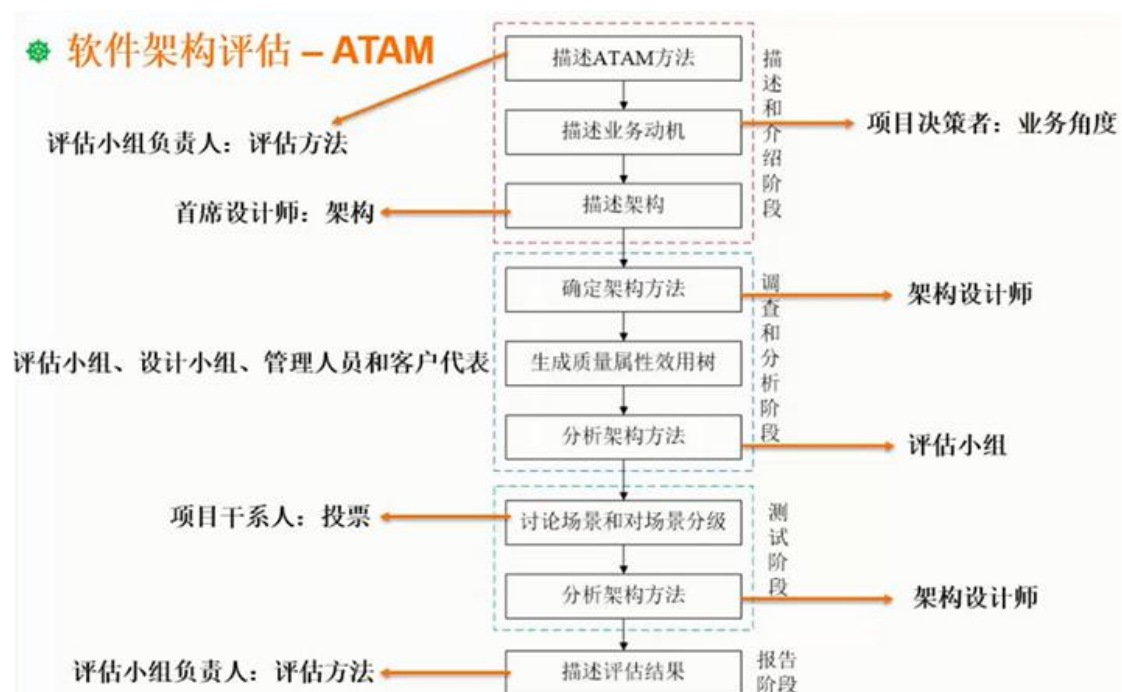 软件架构评估 – ATAM
描述ATAM方法
描述和介绍阶段
评估小组负责人：评估方法
描述业务动机
项目决策者：业务角度
首席设计师：架构
描述架构
确定架构方法
调查和分析阶段
架构设计师
评估小组、设计小组、管理人员和客户代表
生成质量属性效用树
分析架构方法
评估小组
项目干系人：投票
讨论场景和对场景分级
测试阶段
分析架构方法
架构设计师
评估小组负责人：评估方法
描述评估结果
报告
阶段